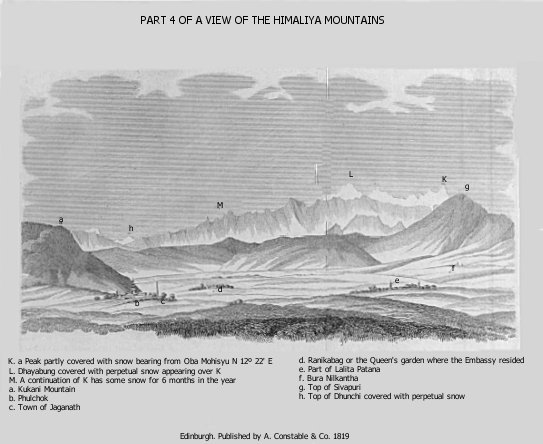 PART 4 OF A VIEW OF THE HIMALIYA MOUNTAINS
L
K
g
M
a
h
f
e
d
b
c
K. a Peak partly covered with snow bearing from Oba Mohisyu N 12º 22' E
L. Dhayabung covered with perpetual snow appearing over K
M. A continuation of K has some snow for 6 months in the year
a. Kukani Mountain
b. Phulchok
c. Town of Jaganath
d. Ranikabag or the Queen's garden where the Embassy resided
e. Part of Lalita Patana
f. Bura Nilkantha
g. Top of Sivapuri
h. Top of Dhunchi covered with perpetual snow
Edinburgh. Published by A. Constable & Co. 1819